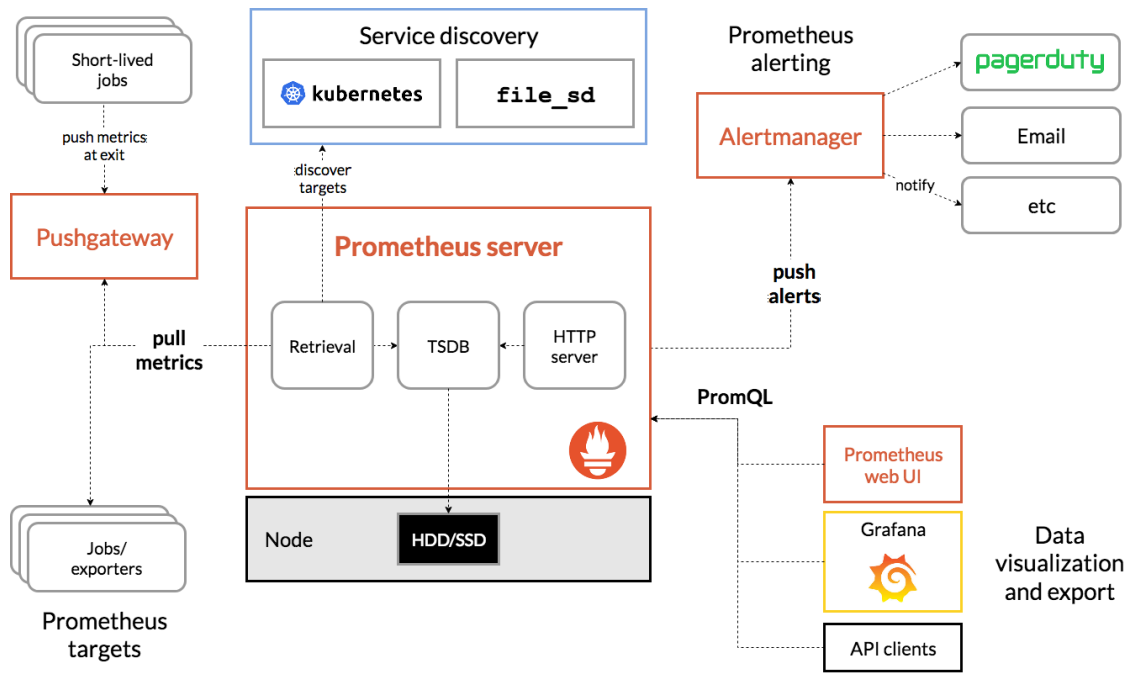 Short-lived
jobs
push metrics
at exit
Pushgateway
pull
metrics
Jobs/
exporters
Prometheus
targets
Service discovery
kubernetes
file_sd
discover
targets
Prometheus server
Retrieval
TSDB
HTTP
server
Node
HDD/SSD
Prometheus
alerting
Alertmanager
pagerduty
Email
notify
etc
push
alerts
PromQL
Prometheus
web UI
Grafana
API clients
Data
visualization
and export